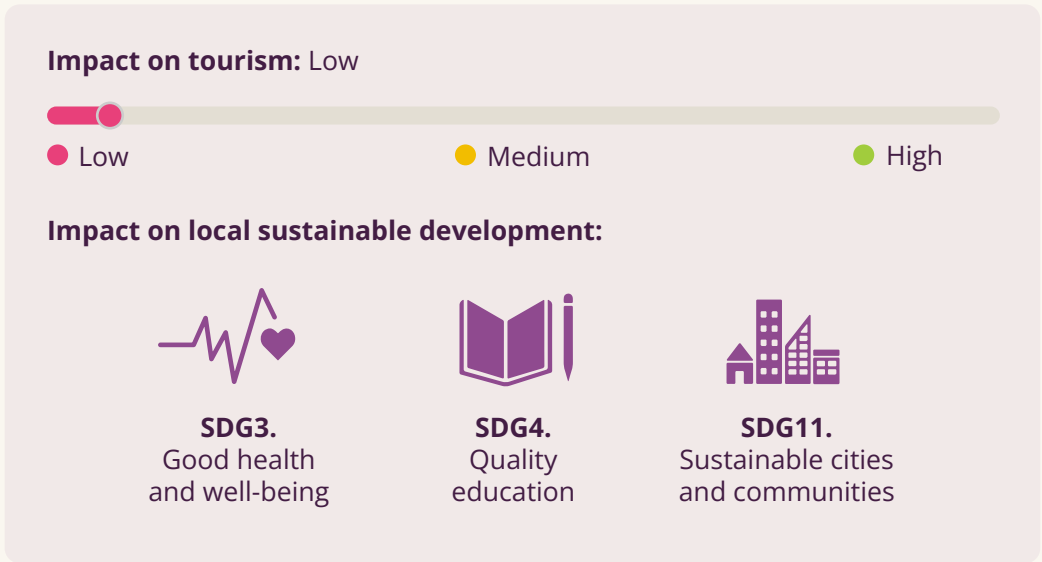 Impact on tourism: Low
Low
Medium
High
Impact on local sustainable development:
SDG3.
Good health
and well-being
SDG4.
Quality
education
SDG11.
Sustainable cities
and communities